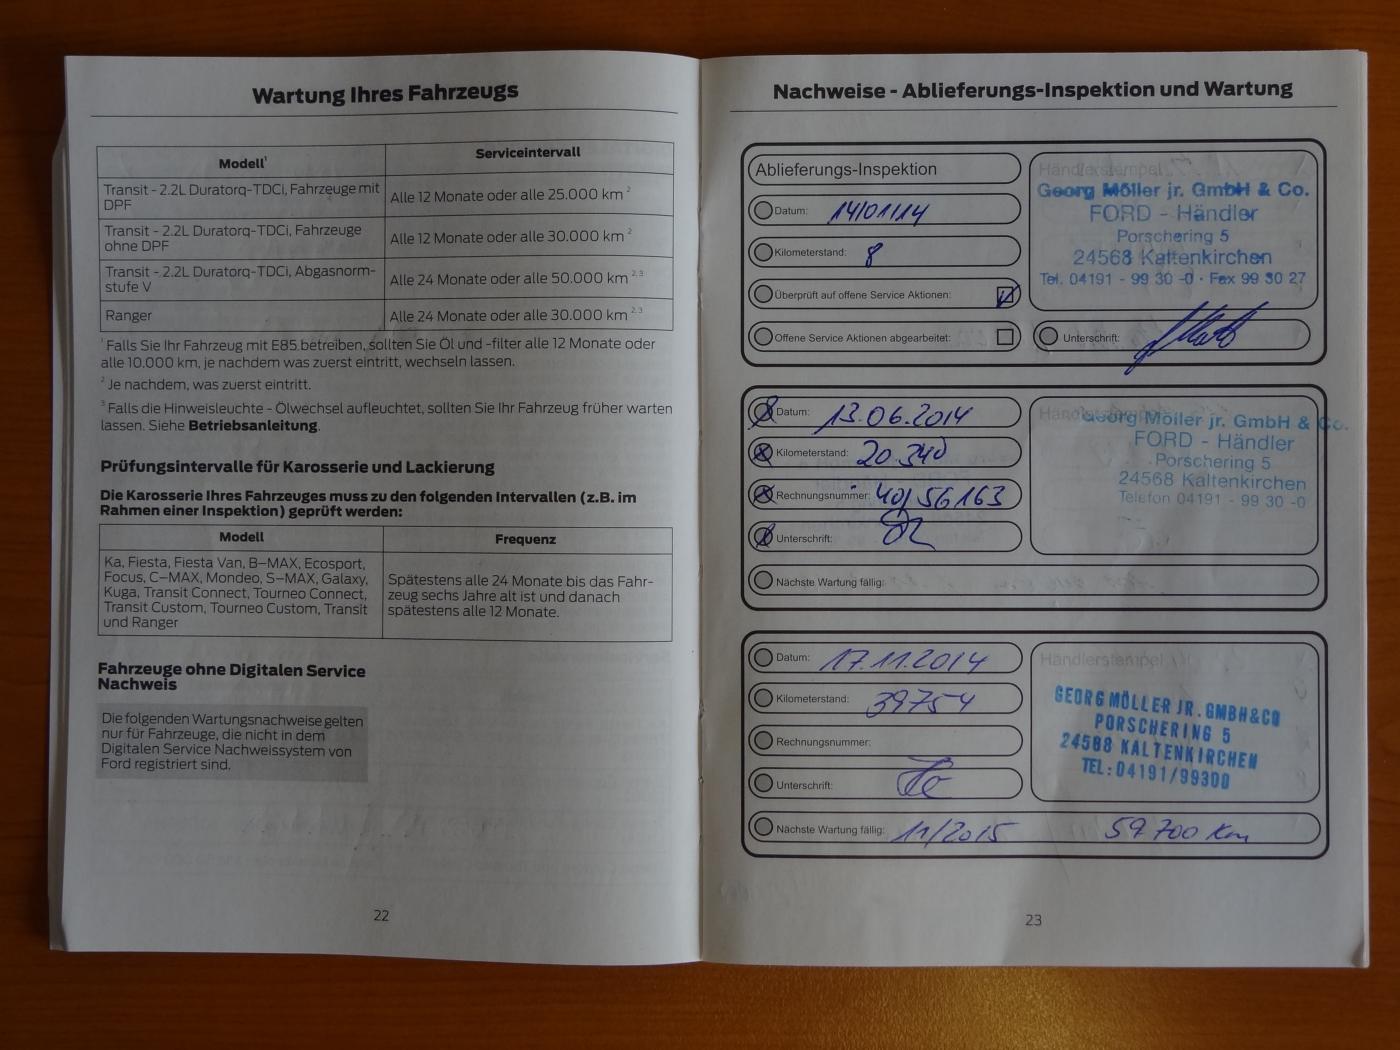 Wartung Ihres Fahrzeugs
Modell¹
Serviceintervall
Transit - 2.2L Duratorq-TDCi, Fahrzeuge mit
DPF
Alle 12 Monate oder alle 25.000 km ²
Transit - 2.2L Duratorq-TDCi, Fahrzeuge
ohne DPF
Alle 12 Monate oder alle 30.000 km ²
Transit - 2.2L Duratorq-TDCi, Abgasnorm-
stufe V
Alle 24 Monate oder alle 50.000 km ²,³
Ranger
Alle 24 Monate oder alle 30.000 km ²,³
¹ Falls Sie Ihr Fahrzeug mit E85 betreiben, sollten Sie Öl und -filter alle 12 Monate oder
alle 10.000 km, je nachdem was zuerst eintritt, wechseln lassen.
² Je nachdem, was zuerst eintritt.
³ Falls die Hinweisleuchte - Ölwechsel aufleuchtet, sollten Sie Ihr Fahrzeug früher warten
lassen. Siehe Betriebsanleitung.
Prüfungsintervalle für Karosserie und Lackierung
Die Karosserie Ihres Fahrzeuges muss zu den folgenden Intervallen (z.B. im
Rahmen einer Inspektion) geprüft werden:
Modell
Frequenz
Ka, Fiesta, Fiesta Van, B-MAX, Ecosport,
Focus, C-MAX, Mondeo, S-MAX, Galaxy,
Kuga, Transit Connect, Tourneo Connect,
Transit Custom, Tourneo Custom, Transit
und Ranger
Spätestens alle 24 Monate bis das Fahr-
zeug sechs Jahre alt ist und danach
spätestens alle 12 Monate.
Fahrzeuge ohne Digitalen Service
Nachweis
Die folgenden Wartungsnachweise gelten
nur für Fahrzeuge, die nicht in dem
Digitalen Service Nachweissystem von
Ford registriert sind.
22
Nachweise - Ablieferungs-Inspektion und Wartung
Ablieferungs-Inspektion
Datum: 14/01/14
Kilometerstand: 8
Überprüft auf offene Service Aktionen:
Offene Service Aktionen abgearbeitet:
Händlerstempel
Georg Möller jr. GmbH & Co.
FORD - Händler
Porschering 5
24568 Kaltenkirchen
Tel. 04191 - 99 30 -0 · Fax 99 30 27
Unterschrift:
Datum: 13.06.2014
Kilometerstand: 20.340
Rechnungsnummer: 40/56163
Unterschrift:
Nächste Wartung fällig:
Händlerstempel
Georg Möller jr. GmbH & Co.
FORD - Händler
Porschering 5
24568 Kaltenkirchen
Telefon 04191 - 99 30 -0
Datum: 17.11.2014
Kilometerstand: 39754
Rechnungsnummer:
Unterschrift:
Nächste Wartung fällig: 11/2015 59700 Km
Händlerstempel
GEORG MÖLLER JR. GMBH&CO
PORSCHERING 5
24568 KALTENKIRCHEN
TEL: 04191/99300
23